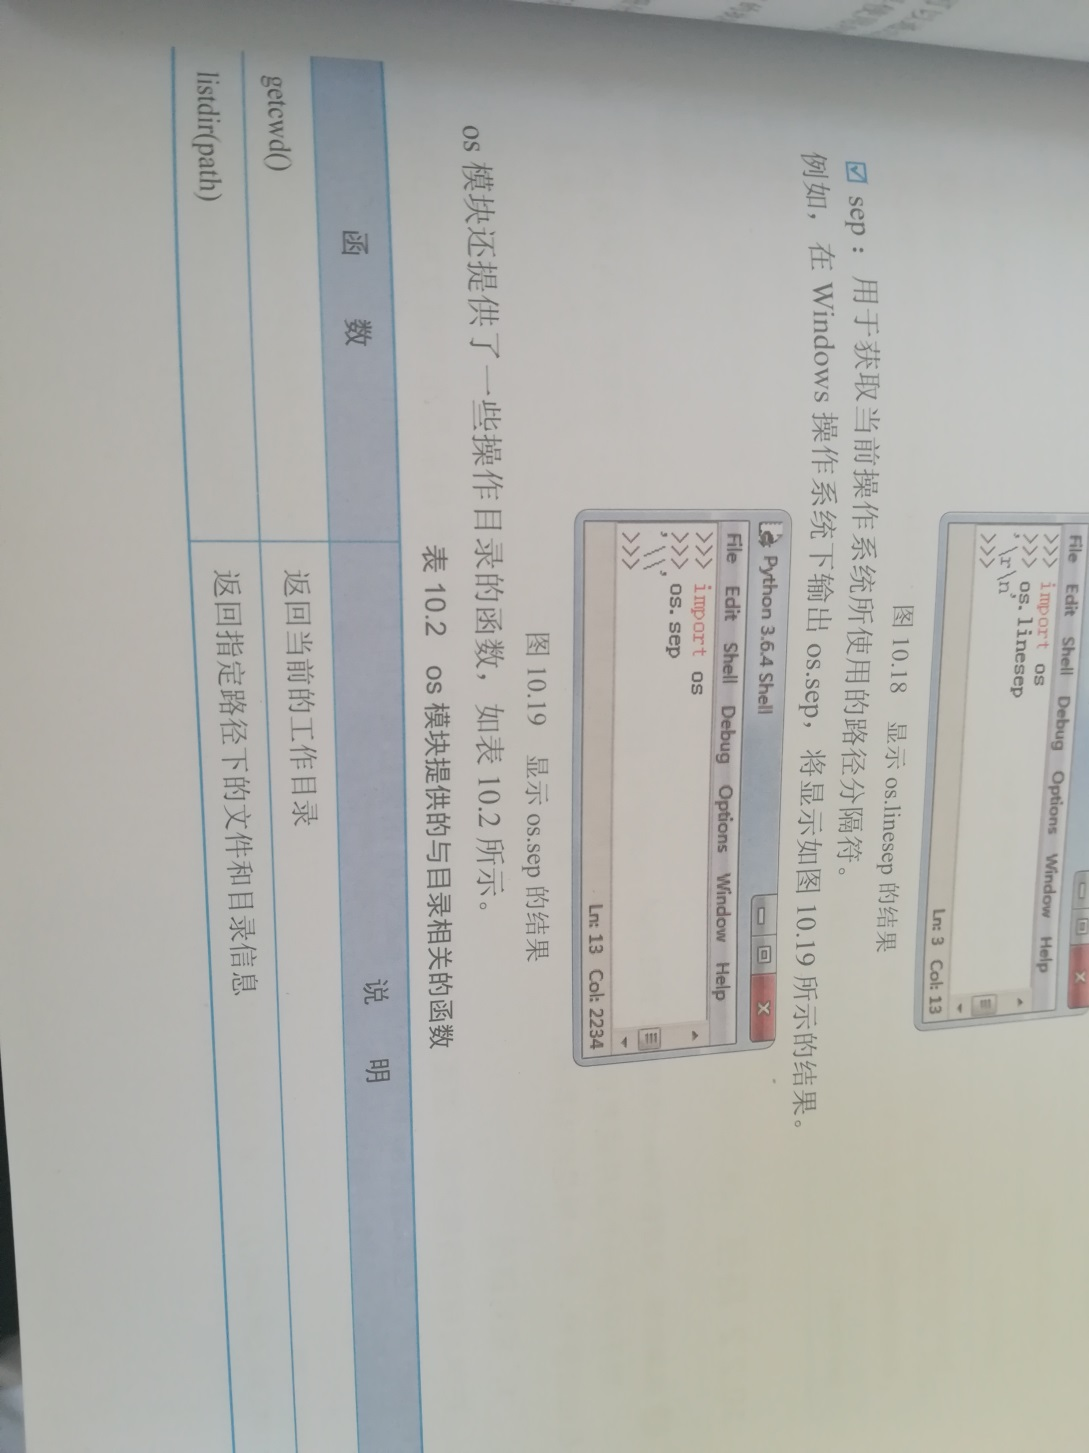 File Edit Shell Debug Options Window Help
>>> import os
>>> os.linesep
'\r\n'
>>>
Ln: 3 Col: 13
图 10.18 显示 os.linesep 的结果
☑ sep：用于获取当前操作系统所使用的路径分隔符。
例如，在 Windows 操作系统下输出 os.sep，将显示如图 10.19 所示的结果。
Python 3.6.4 Shell
File Edit Shell Debug Options Window Help
>>> import os
>>> os.sep
'\\'
>>>
Ln: 13 Col: 2234
图 10.19 显示 os.sep 的结果
os 模块还提供了一些操作目录的函数，如表 10.2 所示。
表 10.2 os 模块提供的与目录相关的函数
函 数 说 明
getcwd() 返回当前的工作目录
listdir(path) 返回指定路径下的文件和目录信息